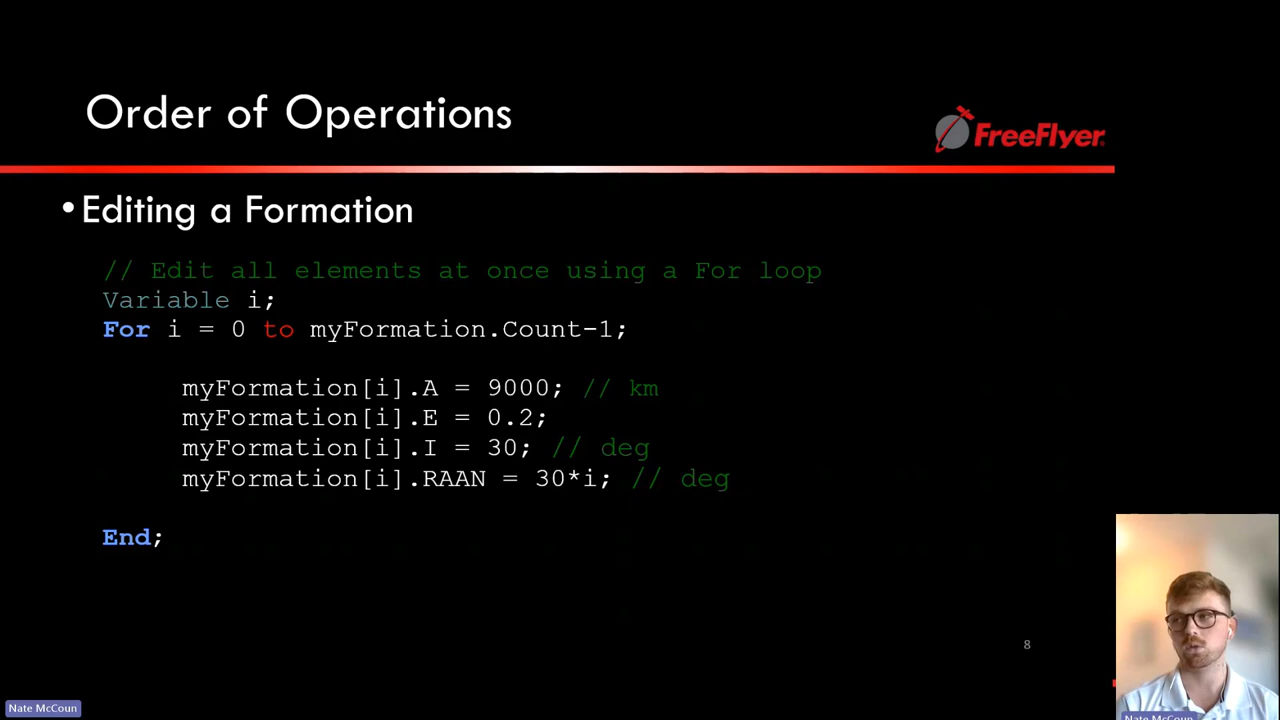 Order of Operations
FreeFlyer
•Editing a Formation
// Edit all elements at once using a For loop
Variable i;
For i = 0 to myFormation.Count-1;
myFormation[i].A = 9000; // km
myFormation[i].E = 0.2;
myFormation[i].I = 30; // deg
myFormation[i].RAAN = 30*i; // deg
End;
8
Nate McCoun
Nate McCoun